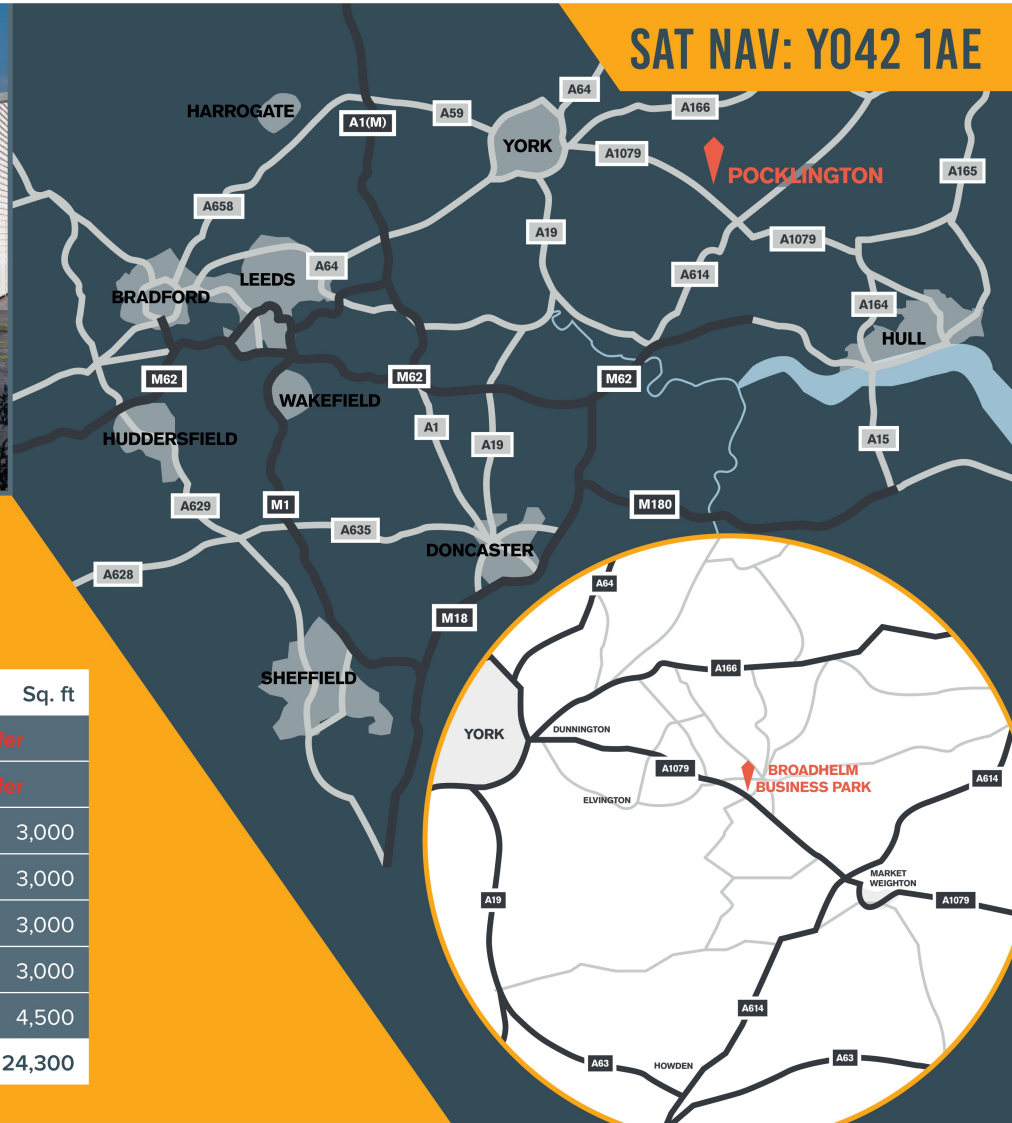 SAT NAV: YO42 1AE
A64
HARROGATE
A59
A166
A1(M)
YORK
A1079
POCKLINGTON
A165
A658
A19
A1079
A64
LEEDS
A614
BRADFORD
A164
HULL
M62
M62
M62
WAKEFIELD
A1
HUDDERSFIELD
A19
A15
A629
M1
M180
A635
DONCASTER
A628
M18
SHEFFIELD
Sq. ft
3,000
3,000
3,000
3,000
4,500
24,300
A64
A166
YORK
DUNNINGTON
A1079
BROADHELM
BUSINESS PARK
A614
ELVINGTON
MARKET
WEIGHTON
A19
A1079
A614
A63
HOWDEN
A63